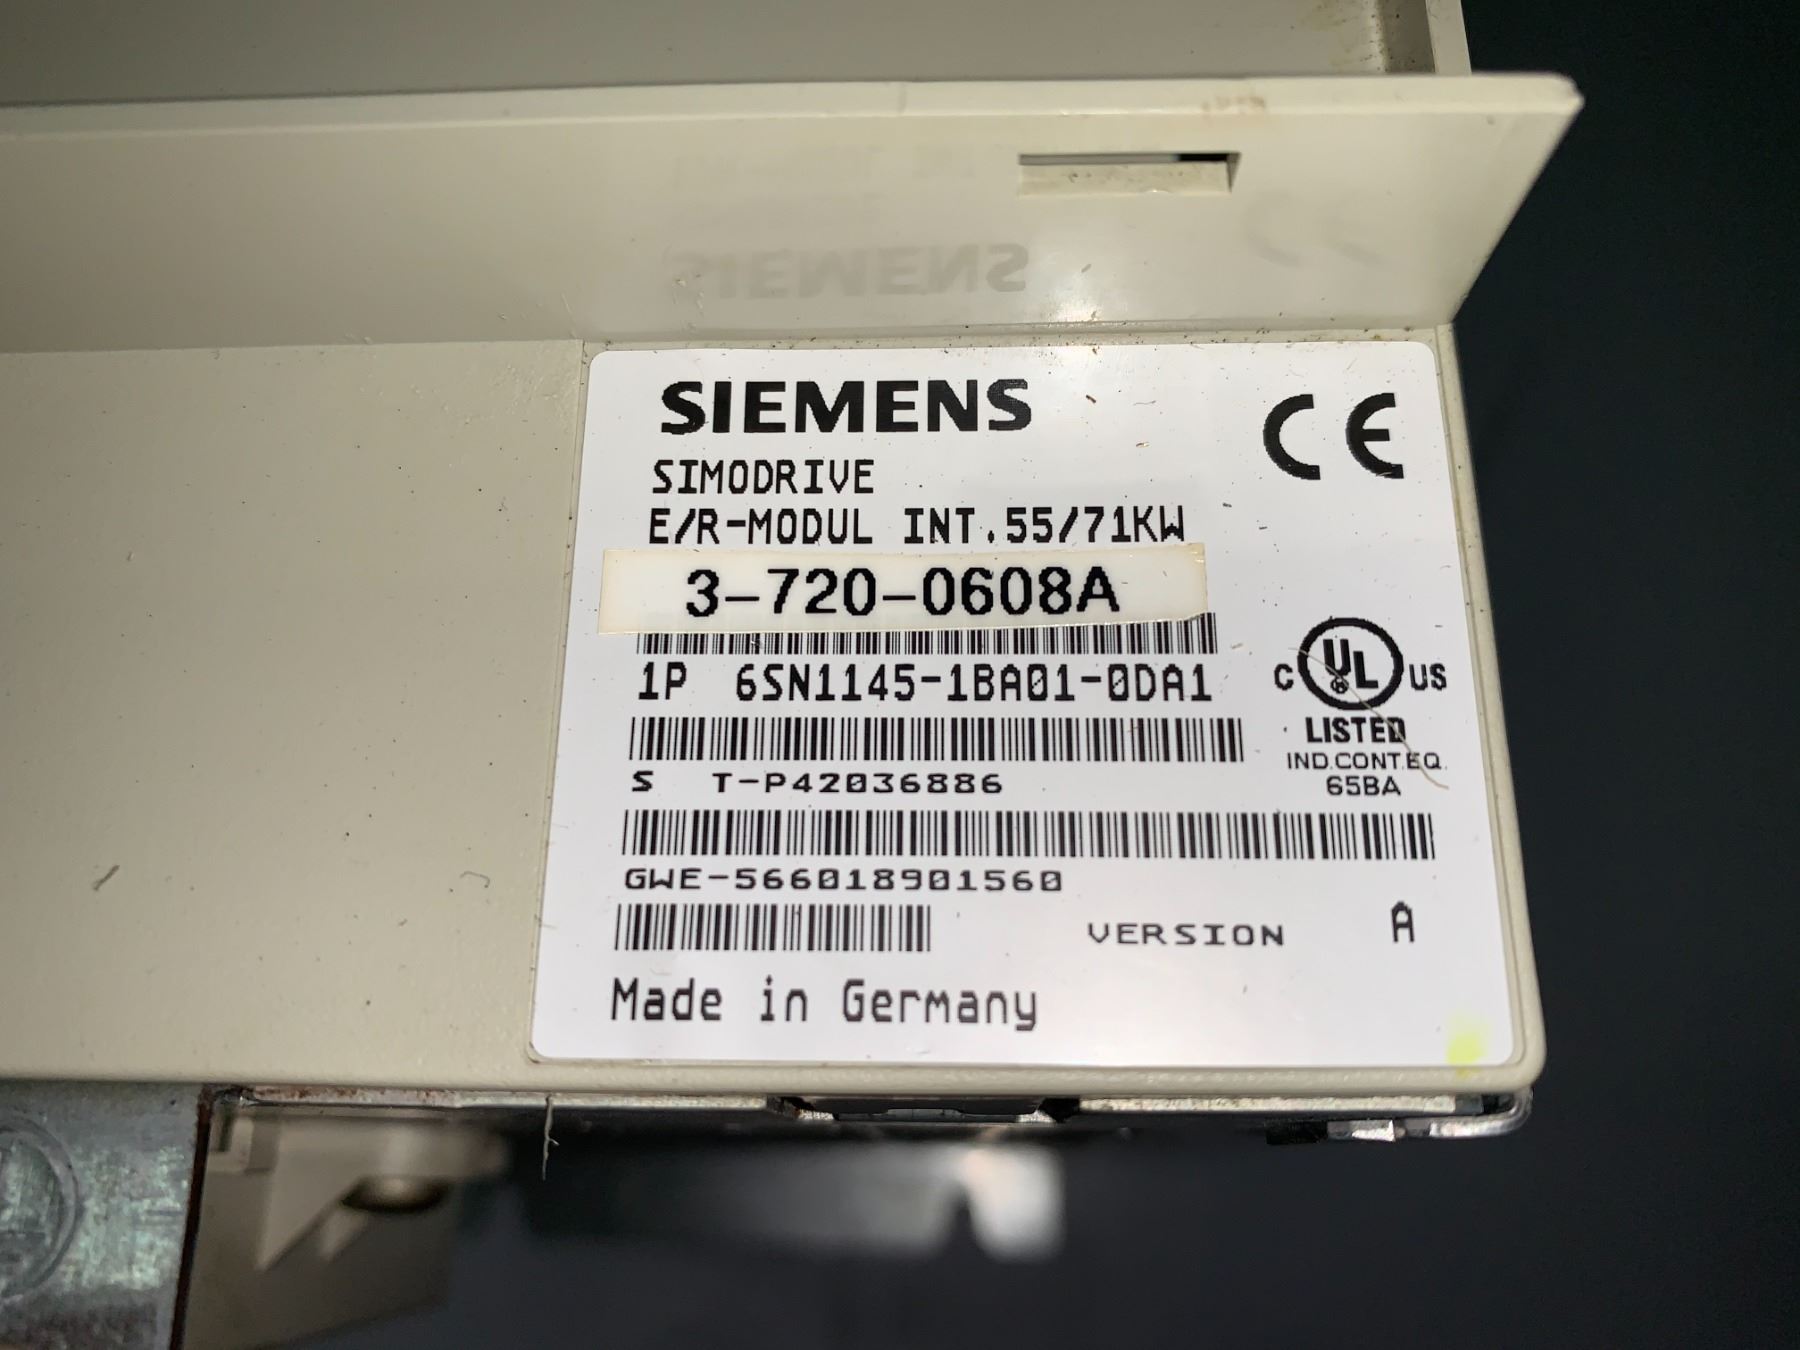 SIEMENS
CE
SIMODRIVE
E/R-MODUL INT.55/71KW
3-720-0608A
1P 6SN1145-1BA01-0DA1
C UL US
LISTED
IND.CONT.EQ.
65BA
S T-P42036886
GWE-566018901560
VERSION A
Made in Germany